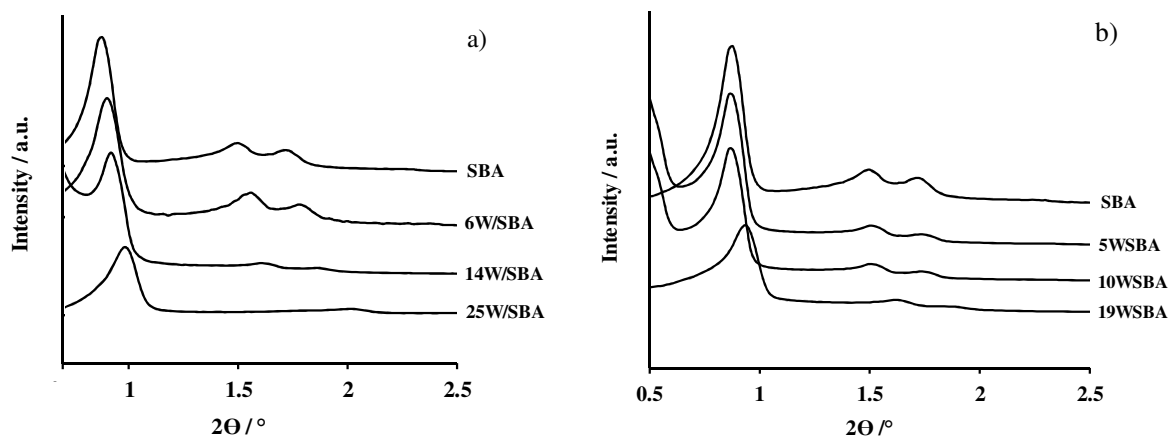 a)
Intensity / a.u.
SBA
6W/SBA
14W/SBA
25W/SBA
1 1.5 2 2.5
2Θ / °
b)
Intensity / a.u.
SBA
5WSBA
10WSBA
19WSBA
0.5 1 1.5 2 2.5
2Θ /°